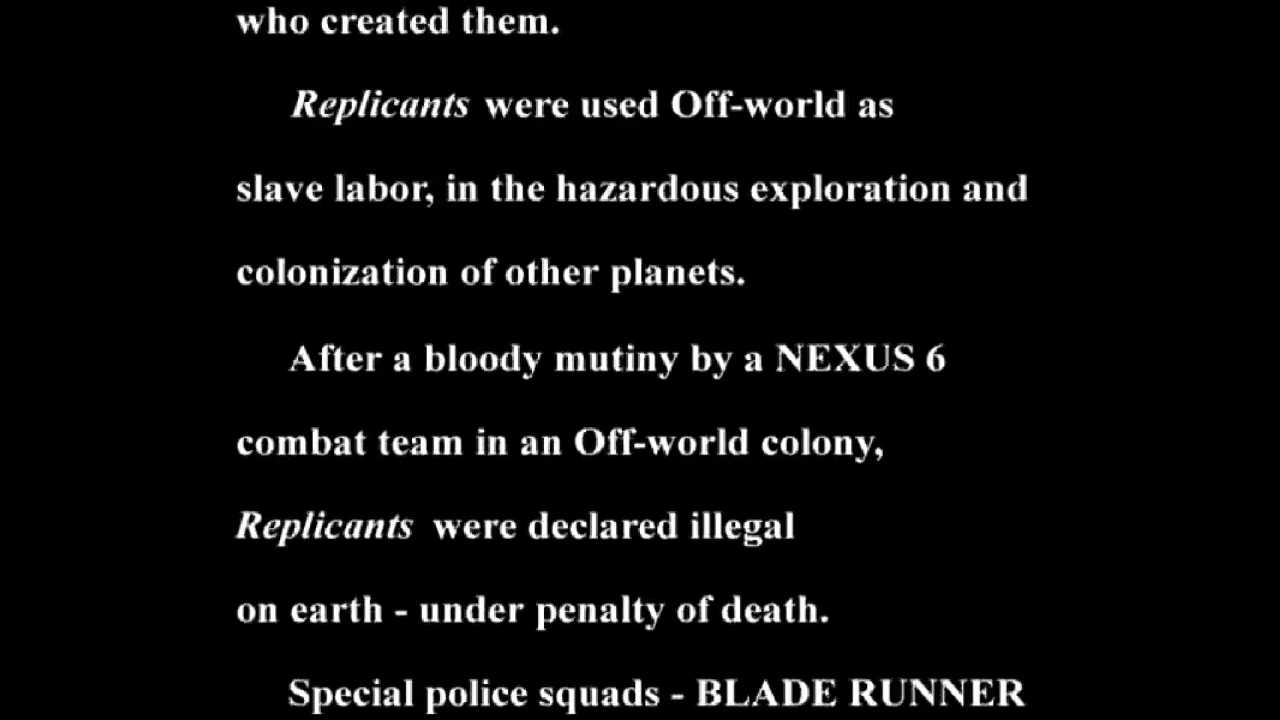 who created them.
Replicants were used Off-world as
slave labor, in the hazardous exploration and
colonization of other planets.
After a bloody mutiny by a NEXUS 6
combat team in an Off-world colony,
Replicants were declared illegal
on earth - under penalty of death.
Special police squads - BLADE RUNNER